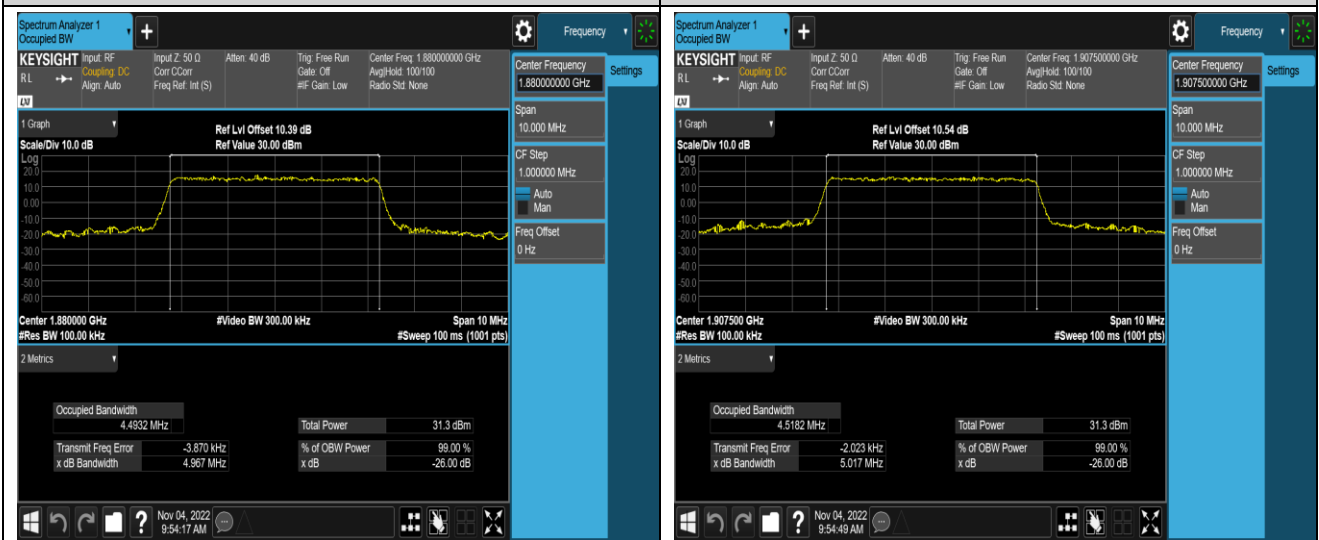 Spectrum Analyzer 1
Occupied BW
+
Frequency
KEYSIGHT
R L
LXI
Input: RF
Coupling: DC
Align: Auto
Input Z: 50 Ω
Corr CCorr
Freq Ref: Int (S)
Atten: 40 dB
Trig: Free Run
Gate: Off
#IF Gain: Low
Center Freq: 1.880000000 GHz
Avg|Hold: 100/100
Radio Std: None
Center Frequency
1.880000000 GHz
Settings
Span
10.000 MHz
CF Step
1.000000 MHz
Auto
Man
Freq Offset
0 Hz
1 Graph
Ref Lvl Offset 10.39 dB
Scale/Div 10.0 dB
Ref Value 30.00 dBm
Log
20.0
10.0
0.00
-10.0
-20.0
-30.0
-40.0
-50.0
-60.0
Center 1.880000 GHz
#Video BW 300.00 kHz
Span 10 MHz
#Res BW 100.00 kHz
#Sweep 100 ms (1001 pts)
2 Metrics
Occupied Bandwidth
4.4932 MHz
Total Power 31.3 dBm
Transmit Freq Error -3.870 kHz
% of OBW Power 99.00 %
x dB Bandwidth 4.967 MHz
x dB -26.00 dB
?
Nov 04, 2022
9:54:17 AM
Spectrum Analyzer 1
Occupied BW
+
Frequency
KEYSIGHT
R L
LXI
Input: RF
Coupling: DC
Align: Auto
Input Z: 50 Ω
Corr CCorr
Freq Ref: Int (S)
Atten: 40 dB
Trig: Free Run
Gate: Off
#IF Gain: Low
Center Freq: 1.907500000 GHz
Avg|Hold: 100/100
Radio Std: None
Center Frequency
1.907500000 GHz
Settings
Span
10.000 MHz
CF Step
1.000000 MHz
Auto
Man
Freq Offset
0 Hz
1 Graph
Ref Lvl Offset 10.54 dB
Scale/Div 10.0 dB
Ref Value 30.00 dBm
Log
20.0
10.0
0.00
-10.0
-20.0
-30.0
-40.0
-50.0
-60.0
Center 1.907500 GHz
#Video BW 300.00 kHz
Span 10 MHz
#Res BW 100.00 kHz
#Sweep 100 ms (1001 pts)
2 Metrics
Occupied Bandwidth
4.5182 MHz
Total Power 31.3 dBm
Transmit Freq Error -2.023 kHz
% of OBW Power 99.00 %
x dB Bandwidth 5.017 MHz
x dB -26.00 dB
?
Nov 04, 2022
9:54:49 AM